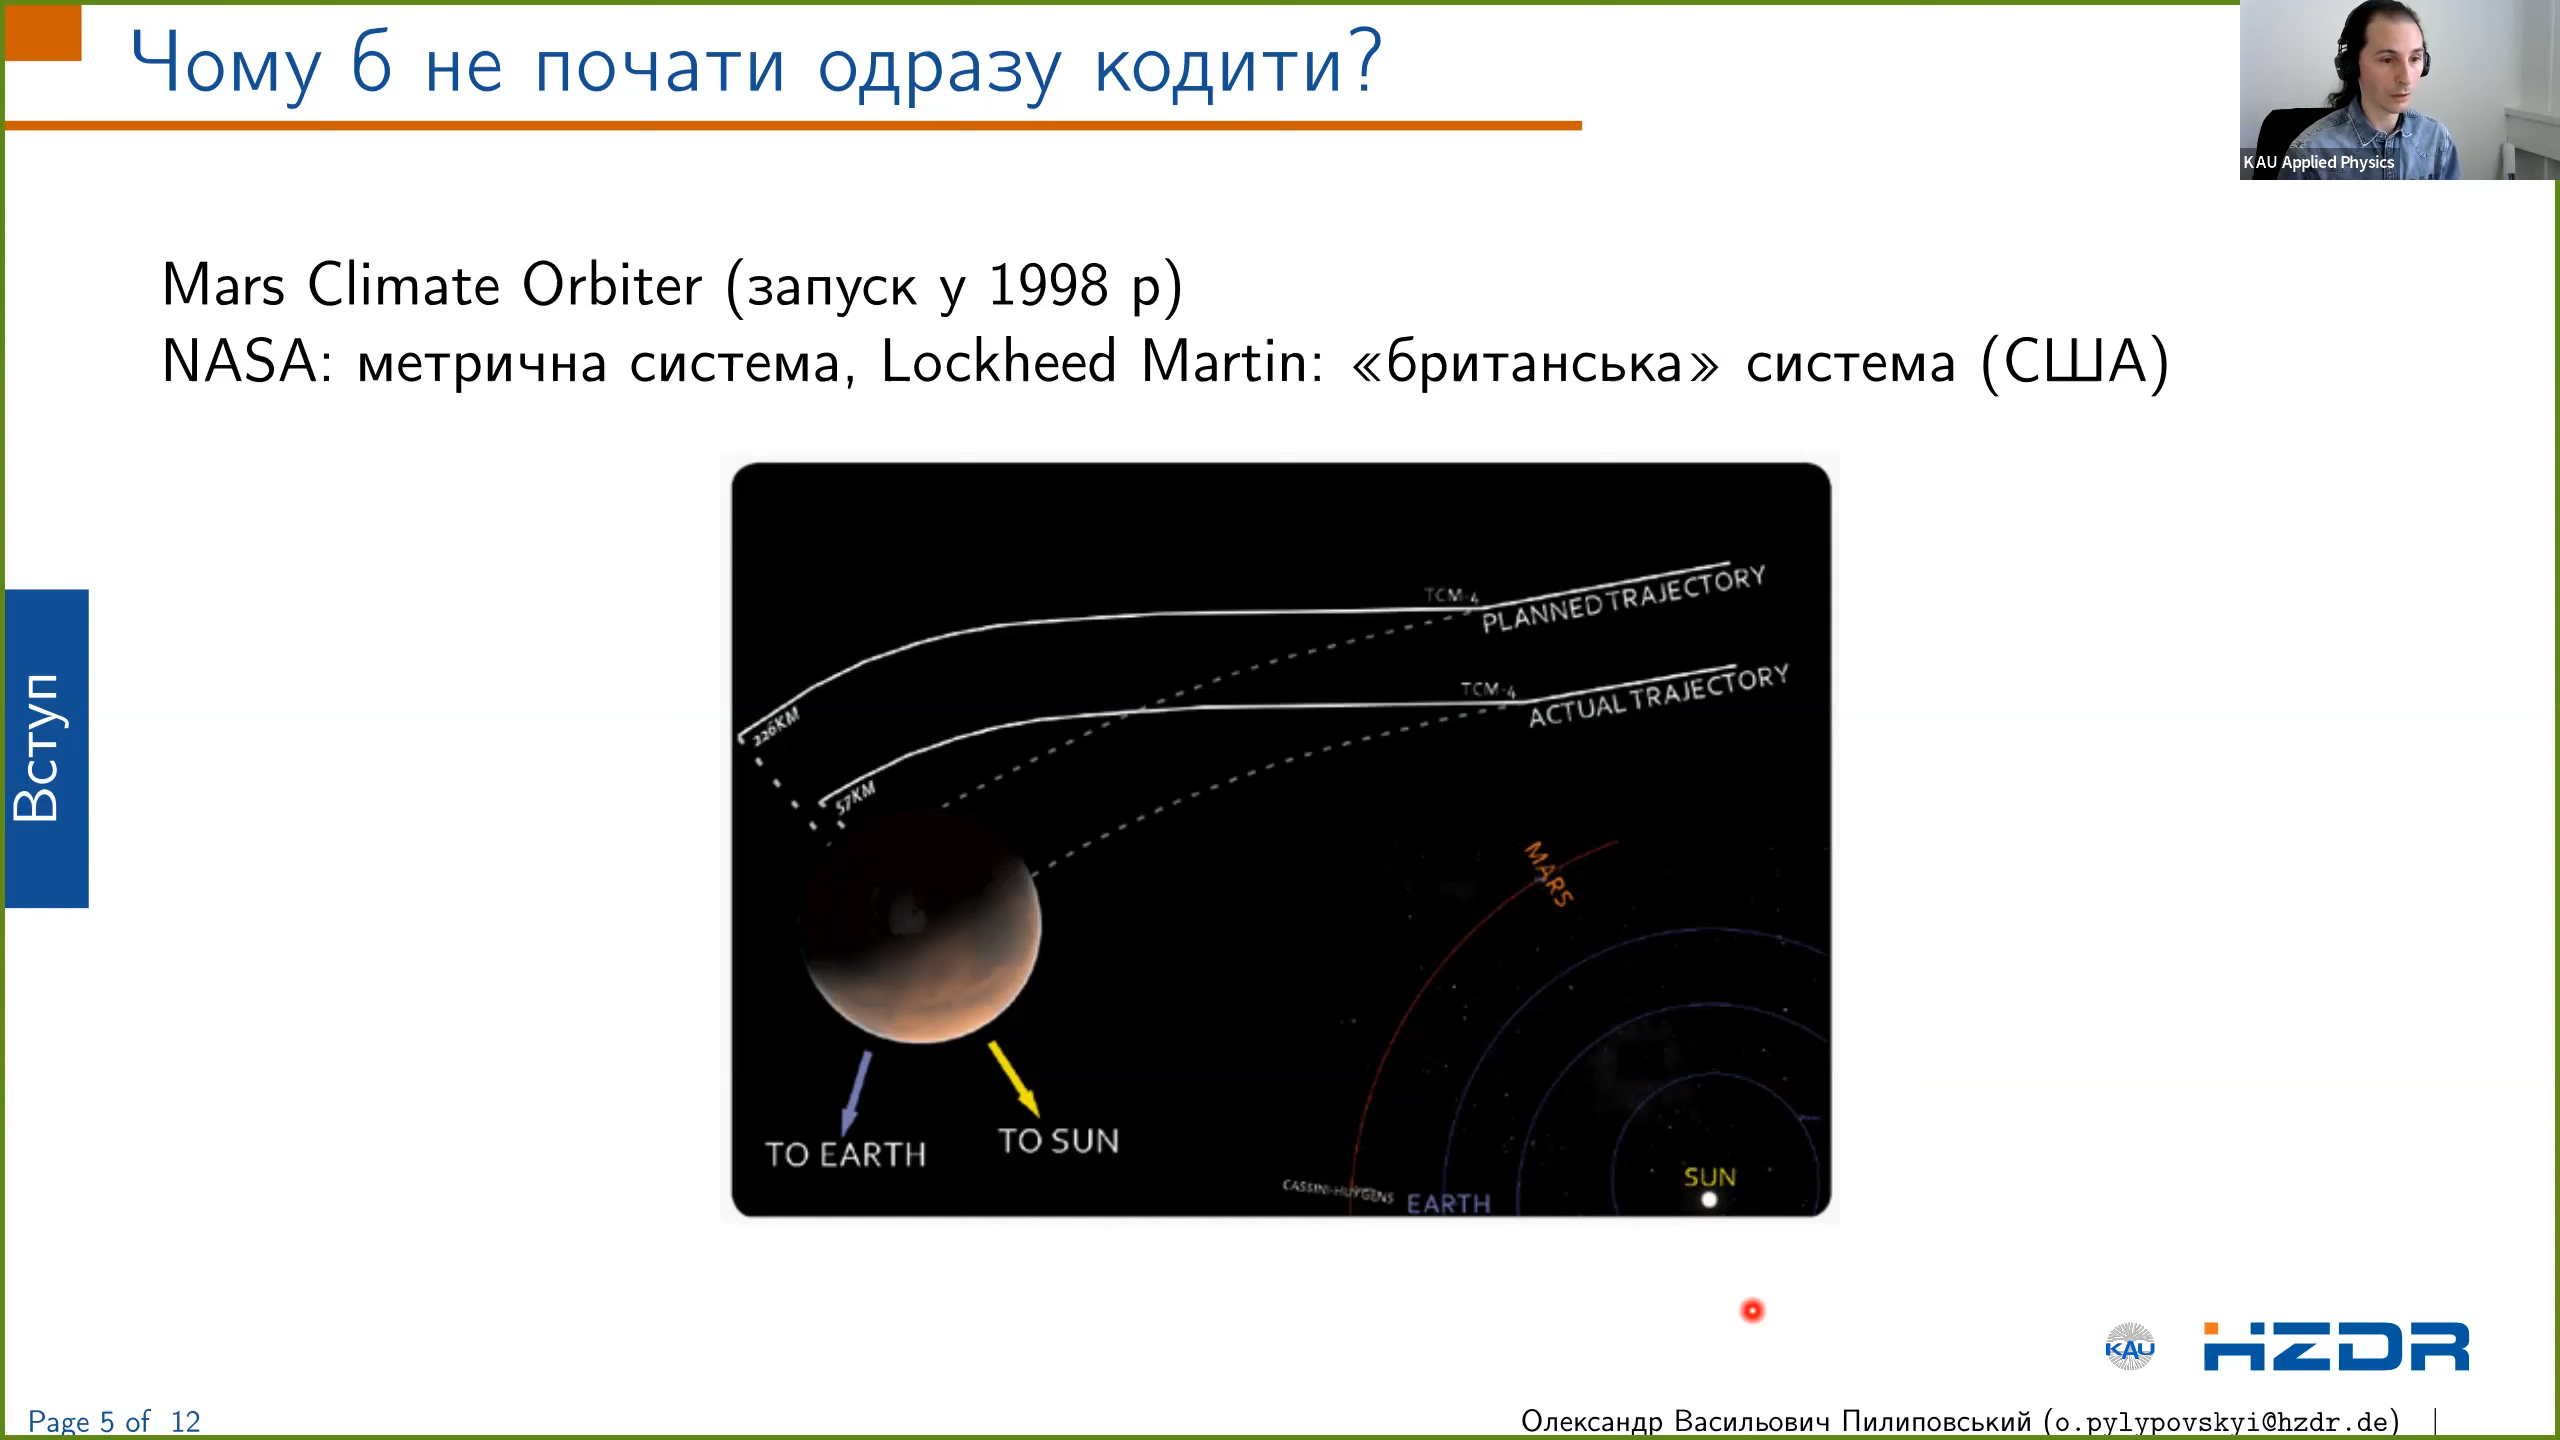 Чому б не почати одразу кодити?
KAU Applied Physics
Mars Climate Orbiter (запуск у 1998 р)
NASA: метрична система, Lockheed Martin: «британська» система (США)
Вступ
TCM-4
PLANNED TRAJECTORY
TCM-4
ACTUAL TRAJECTORY
226KM
57KM
MARS
TO EARTH
TO SUN
SUN
CASSINI-HUYGENS
EARTH
KAU
HZDR
Page 5 of 12
Олександр Васильович Пилиповський (o.pylypovskyi@hzdr.de)